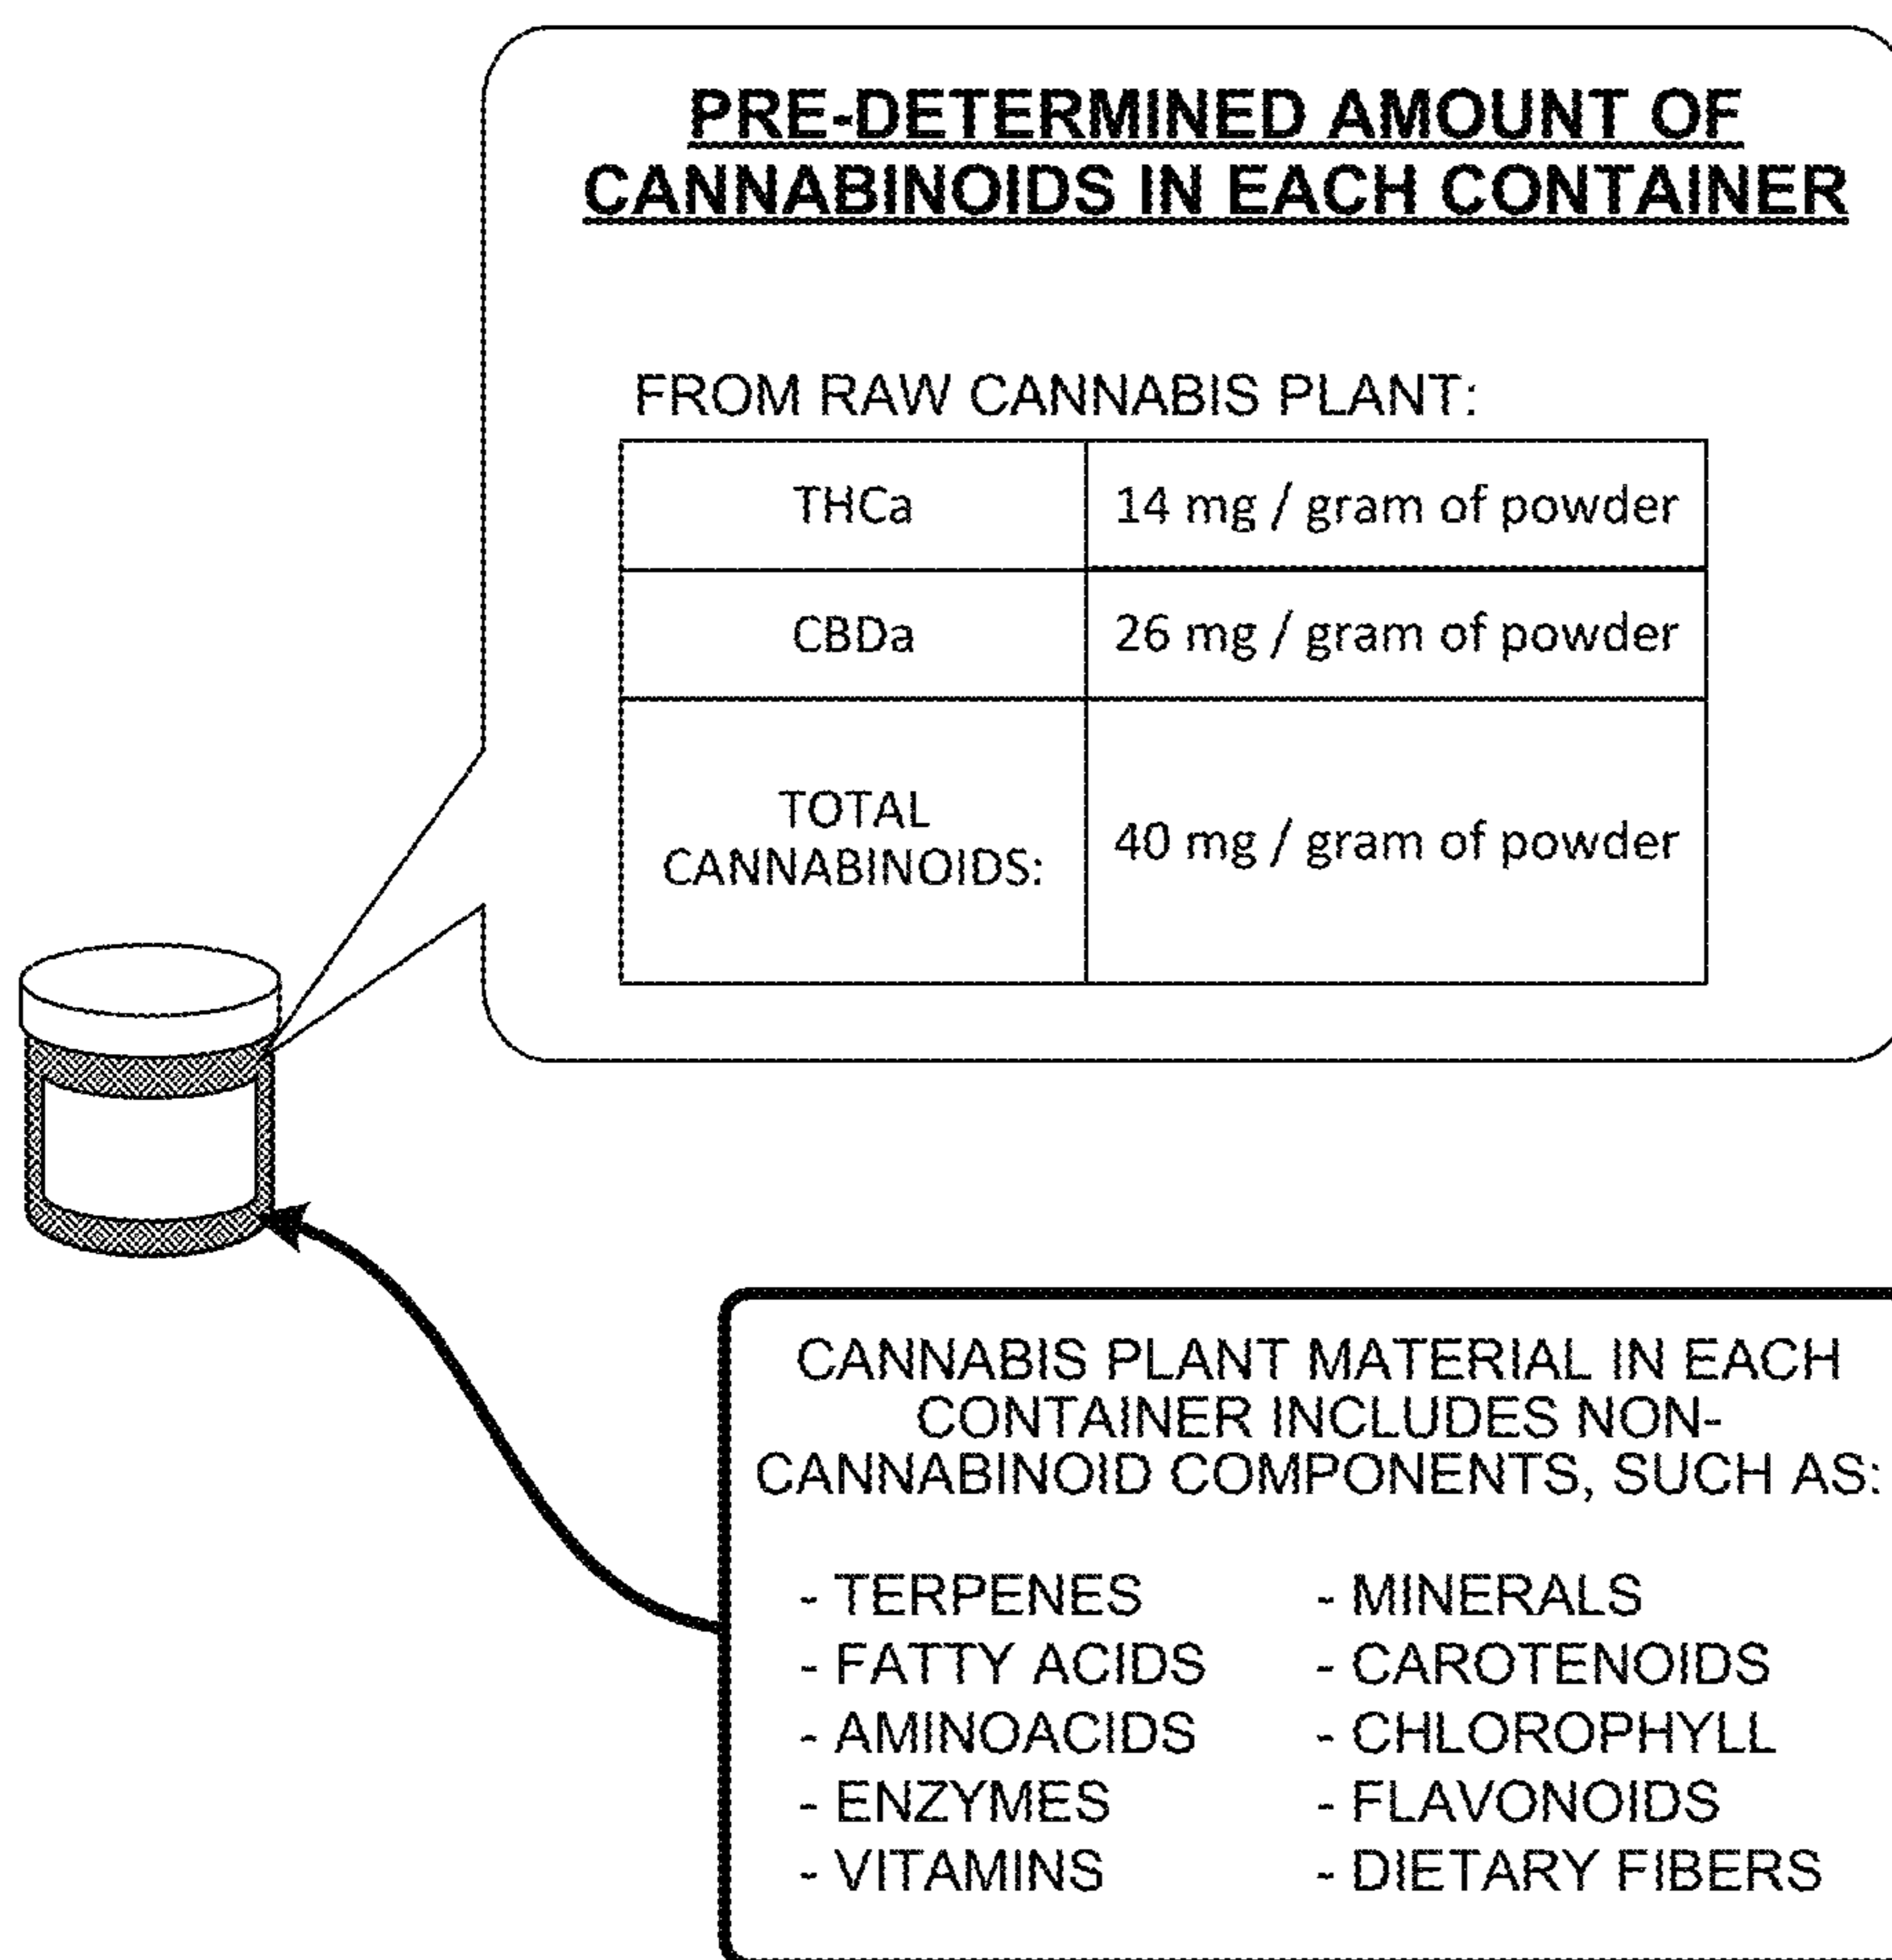 PRE-DETERMINED AMOUNT OF
CANNABINOIDS IN EACH CONTAINER
FROM RAW CANNABIS PLANT:
THCa 14 mg / gram of powder
CBDa 26 mg / gram of powder
TOTAL
CANNABINOIDS:
40 mg / gram of powder
CANNABIS PLANT MATERIAL IN EACH
CONTAINER INCLUDES NON-
CANNABINOID COMPONENTS, SUCH AS:
- TERPENES
- FATTY ACIDS
- AMINOACIDS
- ENZYMES
- VITAMINS
- MINERALS
- CAROTENOIDS
- CHLOROPHYLL
- FLAVONOIDS
- DIETARY FIBERS